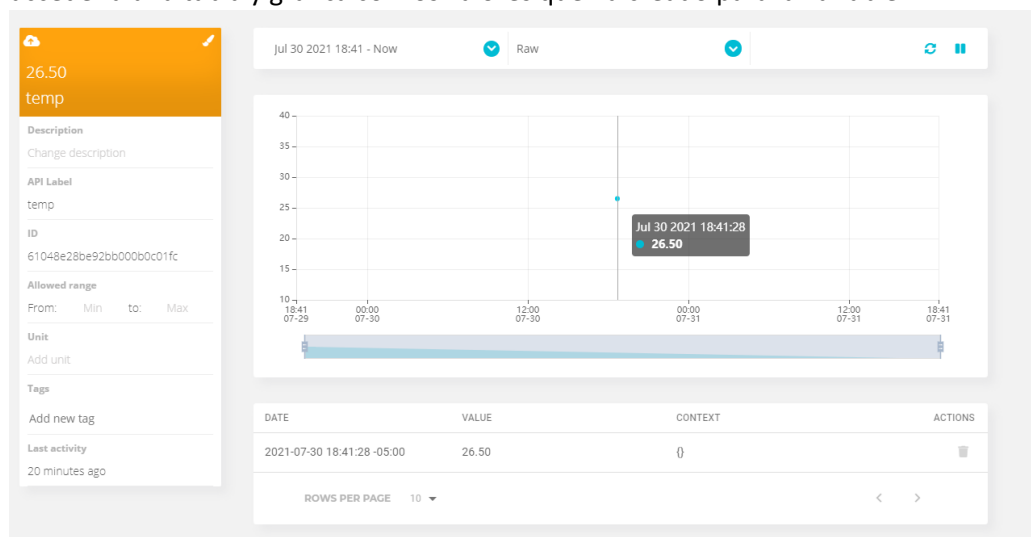 26.50
temp
Description
Change description
API Label
temp
ID
61048e28be92bb000b0c01fc
Allowed range
From: Min to: Max
Unit
Add unit
Tags
Add new tag
Last activity
20 minutes ago
Jul 30 2021 18:41 - Now
Raw
40
35
30
25
20
15
10
Jul 30 2021 18:41:28
26.50
18:41 00:00 12:00 00:00 12:00 18:41
07-29 07-30 07-30 07-31 07-31 07-31
DATE VALUE CONTEXT ACTIONS
2021-07-30 18:41:28 -05:00 26.50 {}
ROWS PER PAGE 10